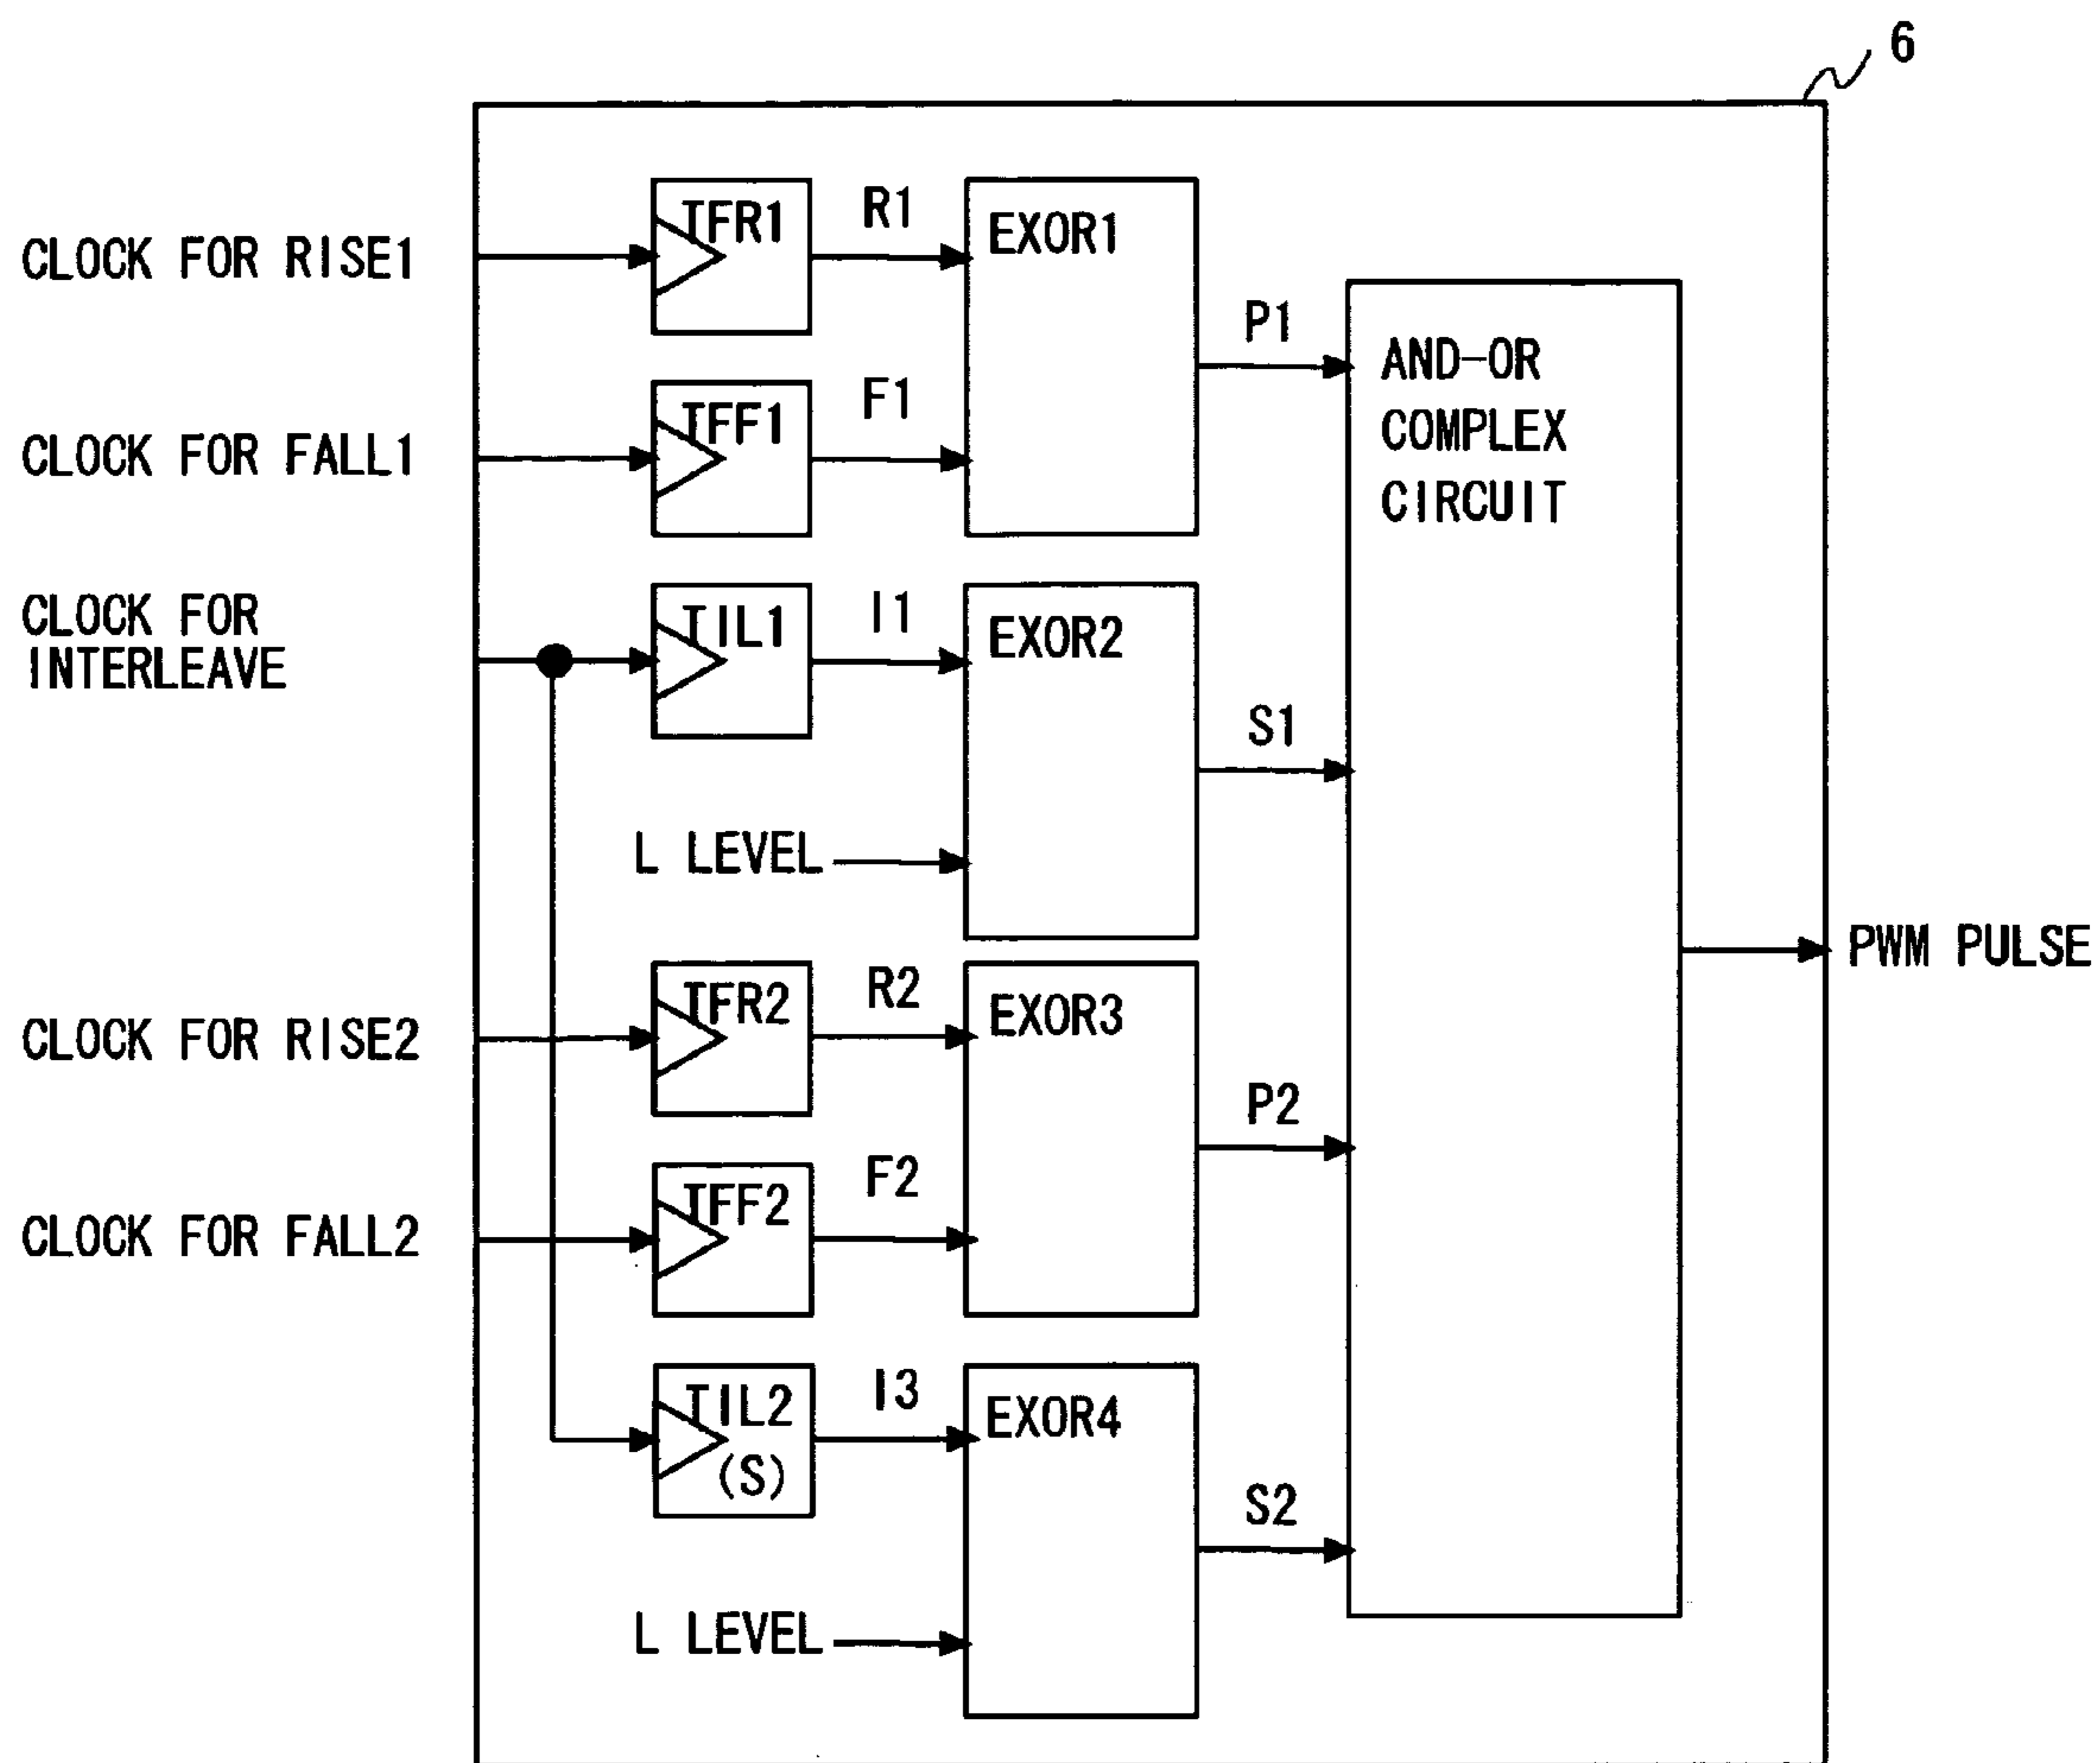 6
TFR1
R1
EXOR1
CLOCK FOR RISE1
P1
AND-OR
COMPLEX
CIRCUIT
TFF1
F1
CLOCK FOR FALL1
CLOCK FOR
INTERLEAVE
TIL1
I1
EXOR2
S1
L LEVEL
PWM PULSE
TFR2
R2
EXOR3
CLOCK FOR RISE2
P2
TFF2
F2
CLOCK FOR FALL2
TIL2
(S)
I3
EXOR4
S2
L LEVEL